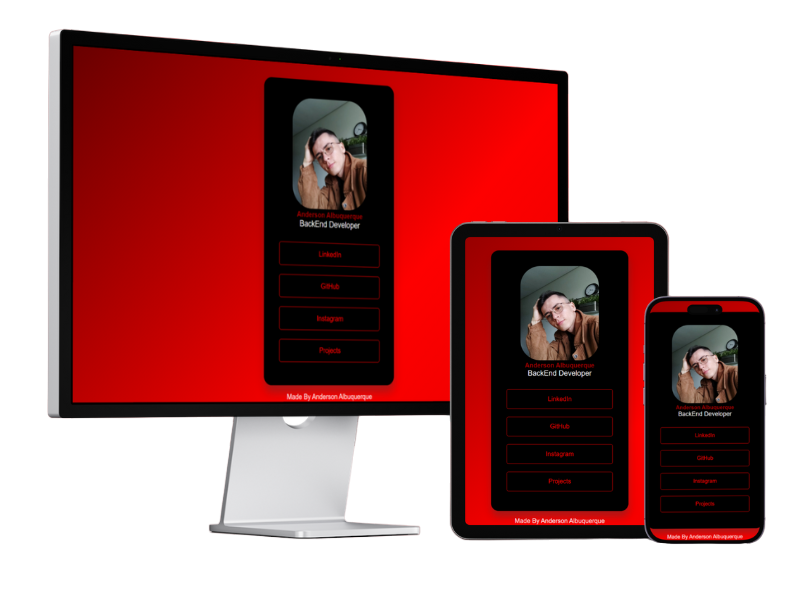 Anderson Albuquerque
BackEnd Developer
LinkedIn
GitHub
Instagram
Projects
Made By Anderson Albuquerque
Anderson Albuquerque
BackEnd Developer
LinkedIn
GitHub
Instagram
Projects
Made By Anderson Albuquerque
Anderson Albuquerque
BackEnd Developer
LinkedIn
GitHub
Instagram
Projects
Made By Anderson Albuquerque